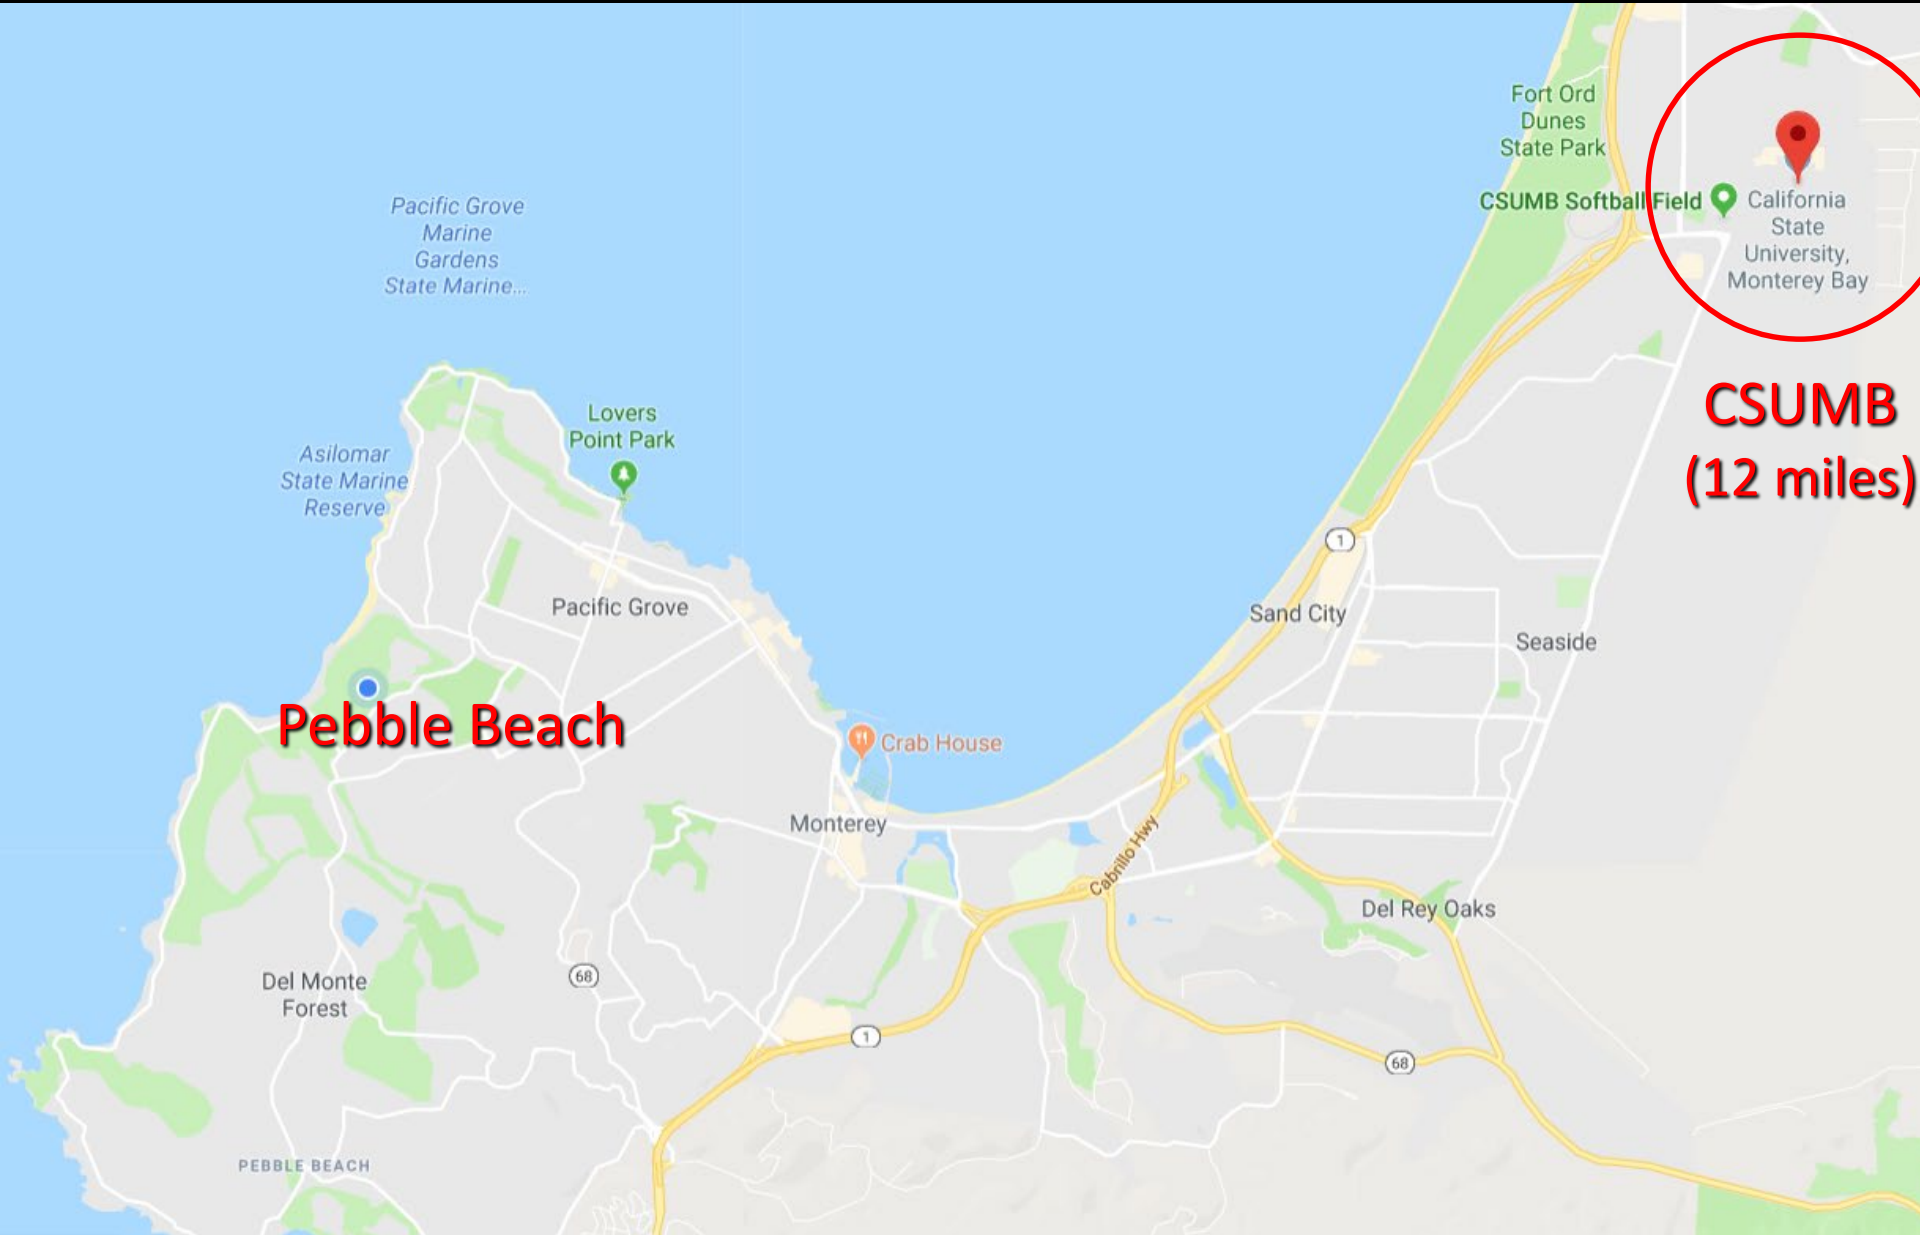 Fort Ord
Dunes
State Park
CSUMB Softball Field
California
State
University,
Monterey Bay
Pacific Grove
Marine
Gardens
State Marine...
CSUMB
(12 miles)
Lovers
Point Park
Asilomar
State Marine
Reserve
1
Pacific Grove
Sand City
Seaside
Pebble Beach
Crab House
Monterey
Cabrillo Hwy
Del Rey Oaks
68
Del Monte
Forest
1
68
PEBBLE BEACH